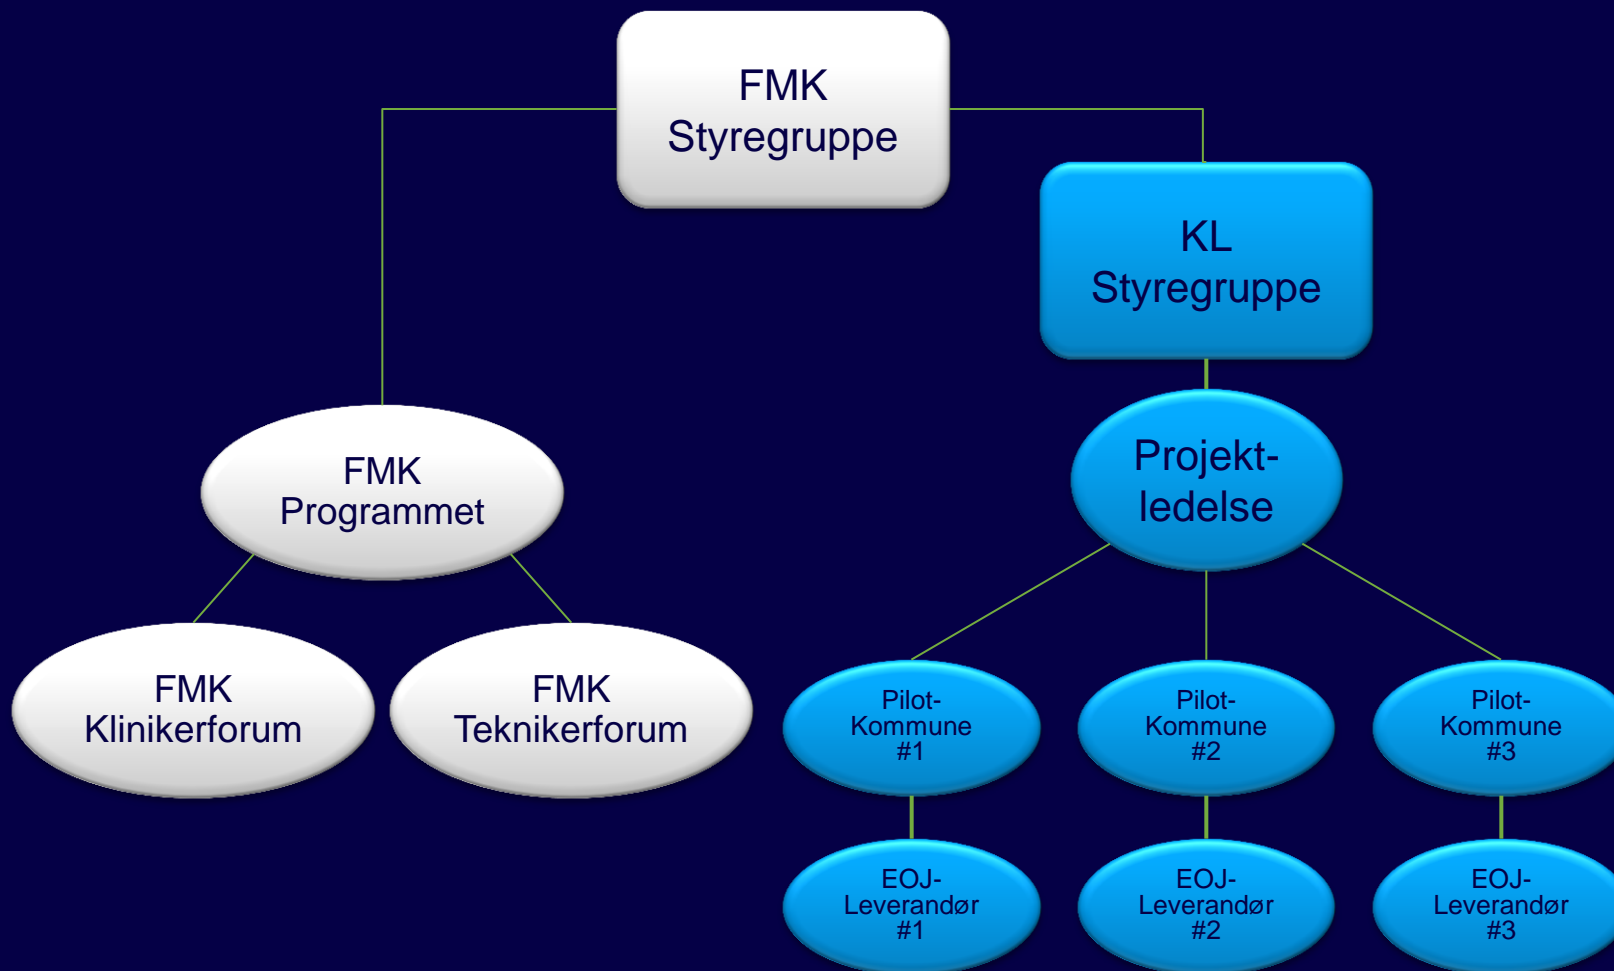 FMK
Styregruppe
KL
Styregruppe
FMK
Programmet
Projekt-
ledelse
FMK
Klinikerforum
FMK
Teknikerforum
Pilot-
Kommune
#1
Pilot-
Kommune
#2
Pilot-
Kommune
#3
EOJ-
Leverandør
#1
EOJ-
Leverandør
#2
EOJ-
Leverandør
#3